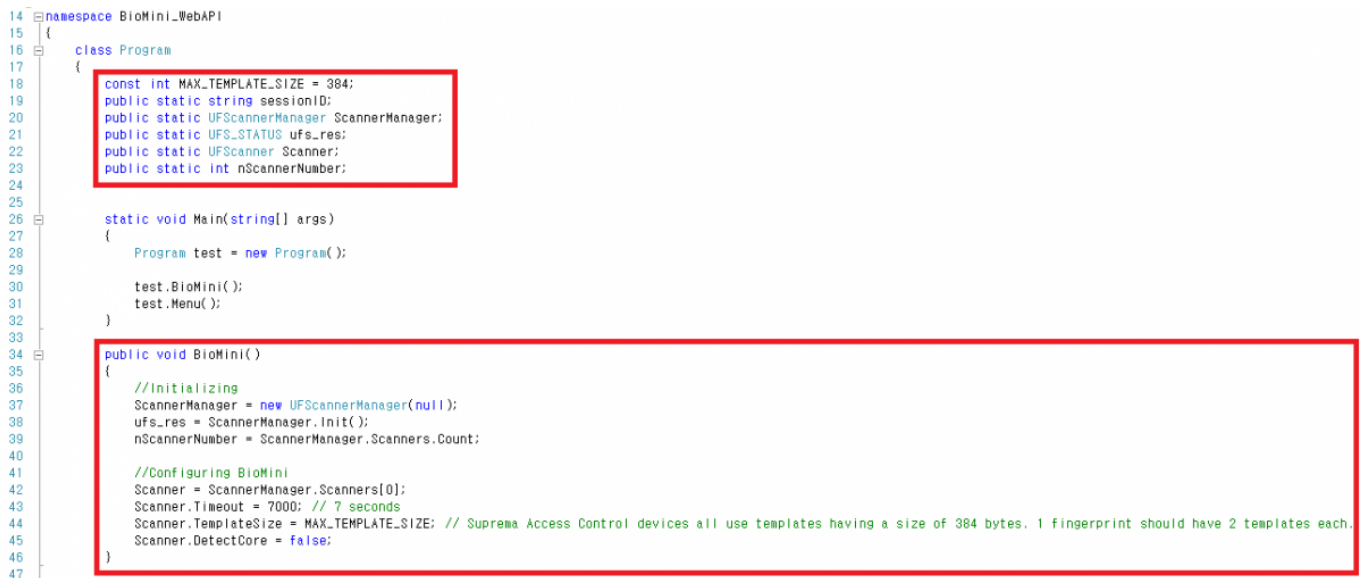 14 namespace BioMini_WebAPI
15 {
16 class Program
17 {
18 const int MAX_TEMPLATE_SIZE = 384;
19 public static string sessionID;
20 public static UFScannerManager ScannerManager;
21 public static UFS_STATUS ufs_res;
22 public static UFScanner Scanner;
23 public static int nScannerNumber;
24
25
26 static void Main(string[] args)
27 {
28 Program test = new Program();
29
30 test.BioMini();
31 test.Menu();
32 }
33
34 public void BioMini()
35 {
36 //Initializing
37 ScannerManager = new UFScannerManager(null);
38 ufs_res = ScannerManager.Init();
39 nScannerNumber = ScannerManager.Scanners.Count;
40
41 //Configuring BioMini
42 Scanner = ScannerManager.Scanners[0];
43 Scanner.Timeout = 7000; // 7 seconds
44 Scanner.TemplateSize = MAX_TEMPLATE_SIZE; // Suprema Access Control devices all use templates having a size of 384 bytes. 1 fingerprint should have 2 templates each.
45 Scanner.DetectCore = false;
46 }
47